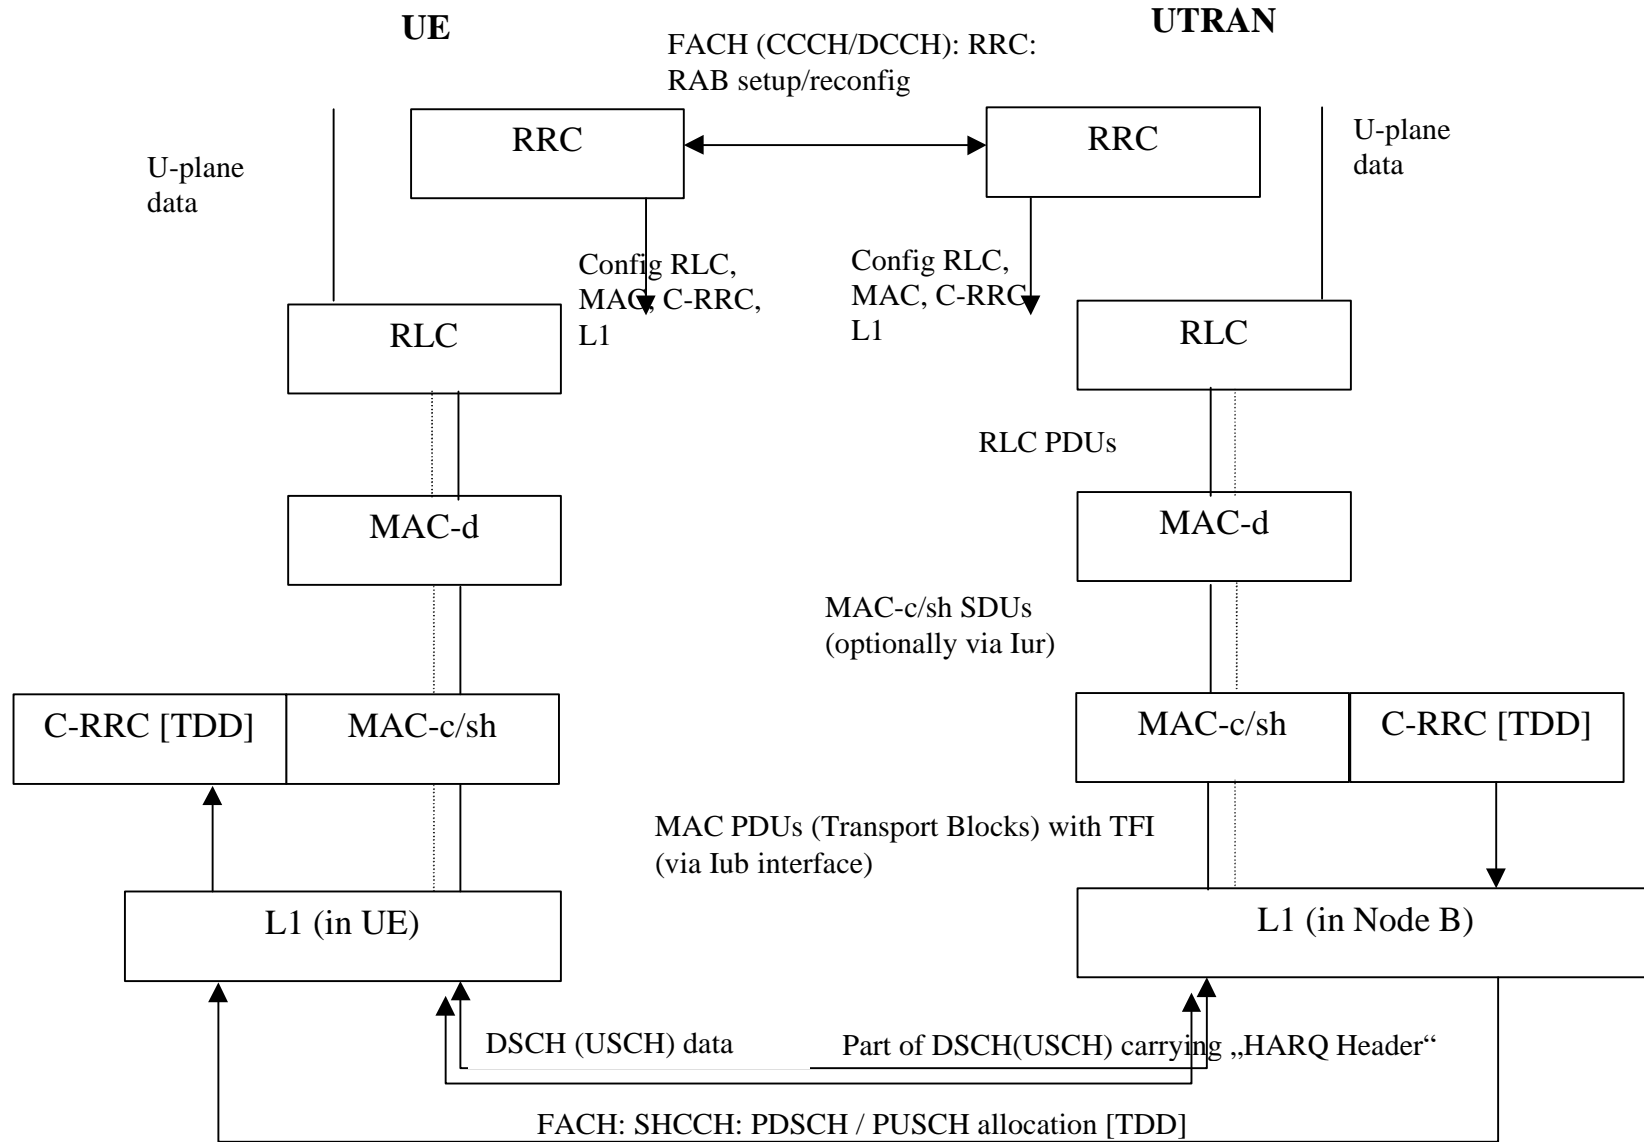 UE
UTRAN
FACH (CCCH/DCCH): RRC:
RAB setup/reconfig
RRC
RRC
U-plane
data
U-plane
data
Config RLC,
MAC, C-RRC,
L1
Config RLC,
MAC, C-RRC
L1
RLC
RLC
RLC PDUs
MAC-d
MAC-d
MAC-c/sh SDUs
(optionally via Iur)
C-RRC [TDD]
MAC-c/sh
MAC-c/sh
C-RRC [TDD]
MAC PDUs (Transport Blocks) with TFI
(via Iub interface)
L1 (in UE)
L1 (in Node B)
DSCH (USCH) data
Part of DSCH(USCH) carrying „HARQ Header“
FACH: SHCCH: PDSCH / PUSCH allocation [TDD]